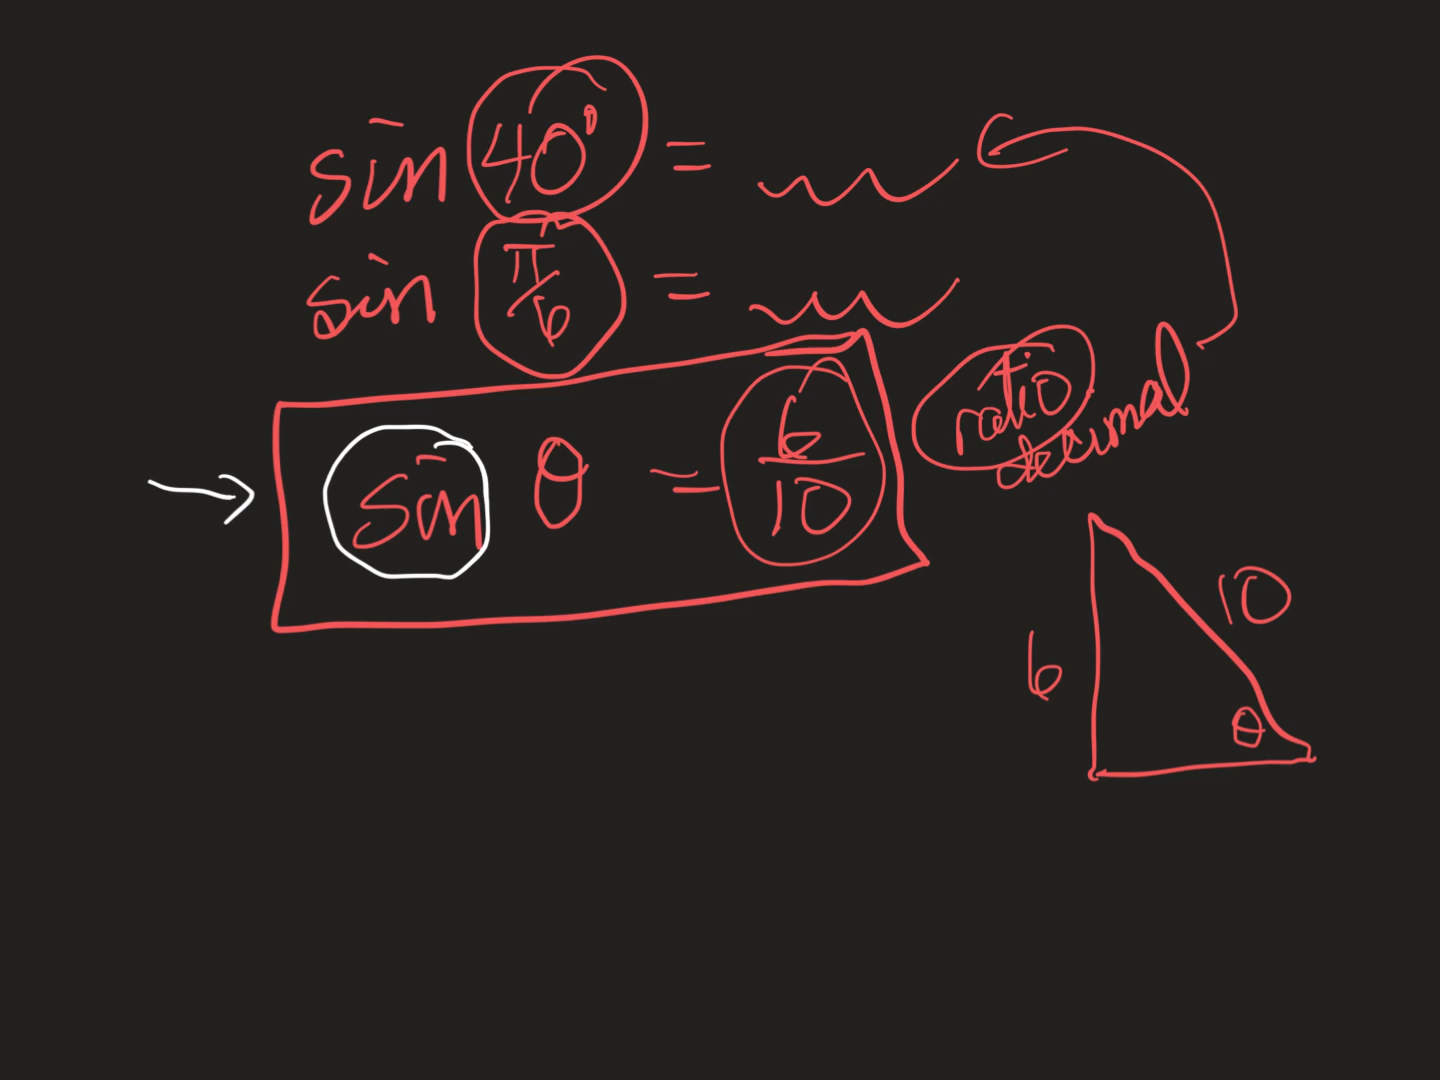 sin 40° =
sin π/6 =
sin θ = 6/10
ratio
decimal
10
6
θ